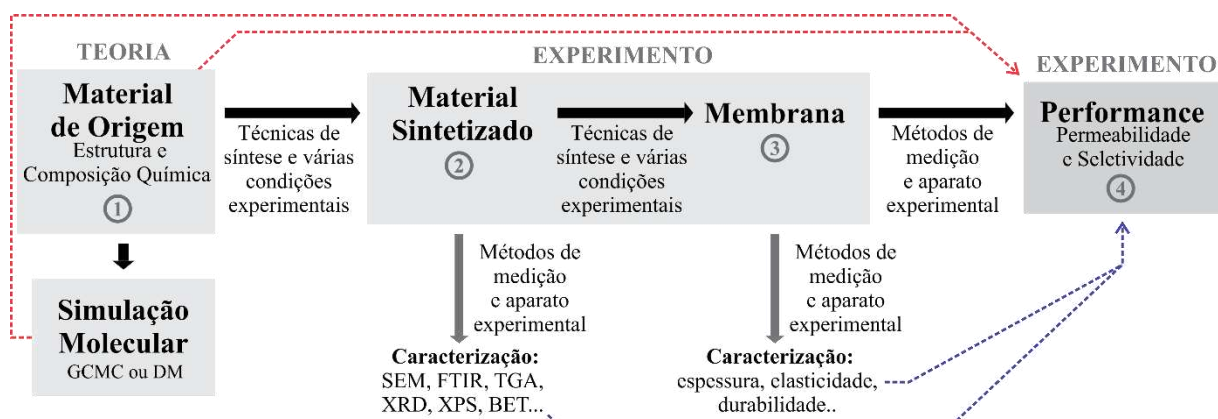 TEORIA
Material
de Origem
Estrutura e
Composição Química
1
Simulação
Molecular
GCMC ou DM
Técnicas de
síntese e várias
condições
experimentais
EXPERIMENTO
Material
Sintetizado
2
Técnicas de
síntese e várias
condições
experimentais
Membrana
3
Métodos de
medição
e aparato
experimental
EXPERIMENTO
Performance
Permeabilidade
e Seletividade
4
Métodos de
medição
e aparato
experimental
Caracterização:
SEM, FTIR, TGA,
XRD, XPS, BET...
Métodos de
medição
e aparato
experimental
Caracterização:
espessura, elasticidade,
durabilidade..